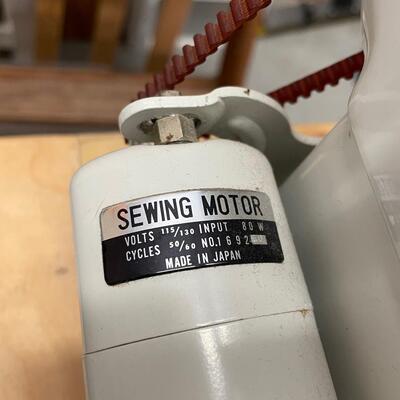 SEWING MOTOR
VOLTS 115/130 INPUT 80 W
CYCLES 50/60 NO.1692
MADE IN JAPAN